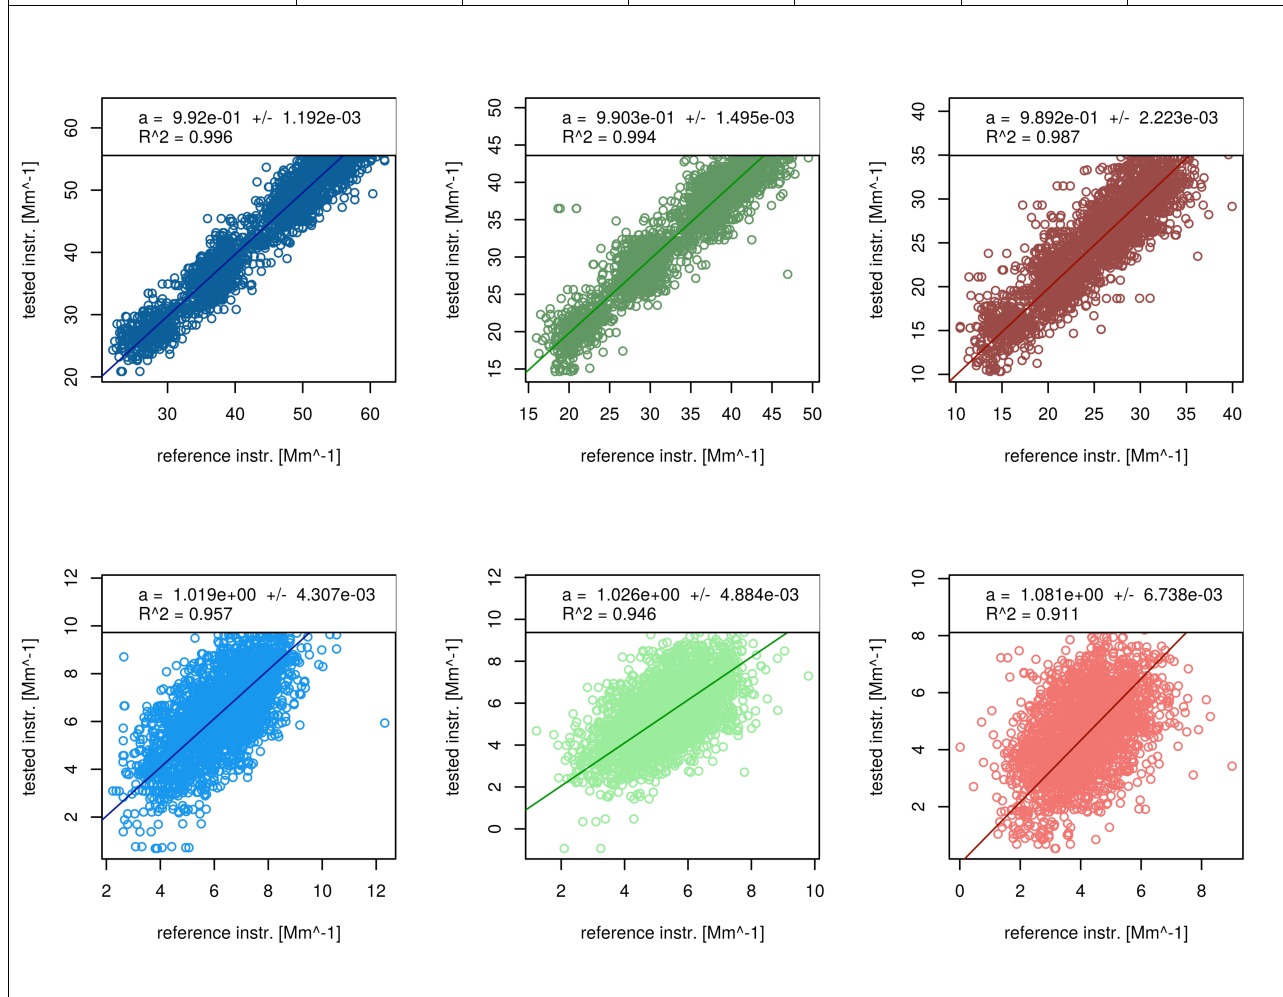 a = 9.92e-01 +/- 1.192e-03
R^2 = 0.996
tested instr. [Mm^-1]
60
50
40
30
20
30 40 50 60
reference instr. [Mm^-1]
a = 9.903e-01 +/- 1.495e-03
R^2 = 0.994
tested instr. [Mm^-1]
50
45
40
35
30
25
20
15
15 20 25 30 35 40 45 50
reference instr. [Mm^-1]
a = 9.892e-01 +/- 2.223e-03
R^2 = 0.987
tested instr. [Mm^-1]
40
35
30
25
20
15
10
10 15 20 25 30 35 40
reference instr. [Mm^-1]
a = 1.019e+00 +/- 4.307e-03
R^2 = 0.957
tested instr. [Mm^-1]
12
10
8
6
4
2
2 4 6 8 10 12
reference instr. [Mm^-1]
a = 1.026e+00 +/- 4.884e-03
R^2 = 0.946
tested instr. [Mm^-1]
12
10
8
6
4
2
0
2 4 6 8 10
reference instr. [Mm^-1]
a = 1.081e+00 +/- 6.738e-03
R^2 = 0.911
tested instr. [Mm^-1]
10
8
6
4
2
0 2 4 6 8
reference instr. [Mm^-1]